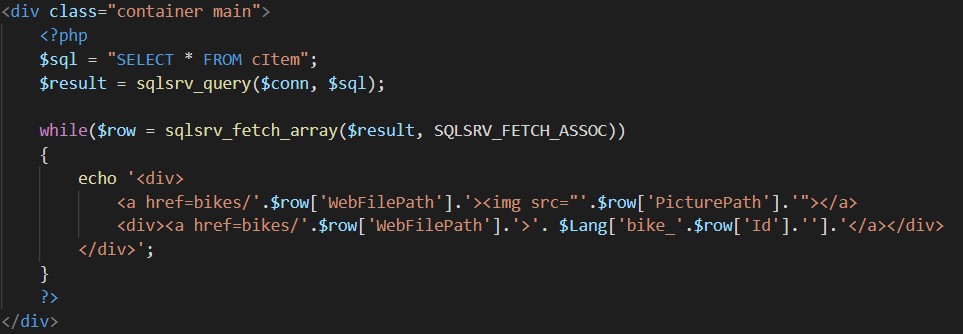 <div class="container main">
<?php
$sql = "SELECT * FROM cItem";
$result = sqlsrv_query($conn, $sql);
while($row = sqlsrv_fetch_array($result, SQLSRV_FETCH_ASSOC))
{
echo '<div>
<a href=bikes/'.$row['WebFilePath'].'><img src="'.$row['PicturePath'].'"></a>
<div><a href=bikes/'.$row['WebFilePath'].'>'. $Lang['bike_'.$row['Id'].''].'</a></div>
</div>';
}
?>
</div>